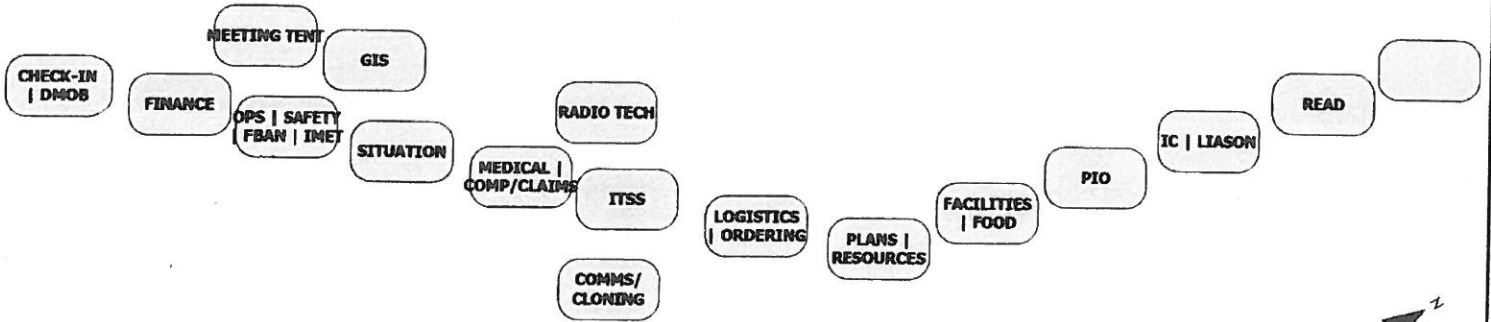 MEETING TENT
GIS
CHECK-IN
| DMOB
FINANCE
OPS | SAFETY
| FBAN | IMET
SITUATION
RADIO TECH
MEDICAL |
COMP/CLAIMS
ITSS
COMMS/
CLONING
LOGISTICS
| ORDERING
PLANS |
RESOURCES
FACILITIES
| FOOD
PIO
IC | LIASON
READ
N